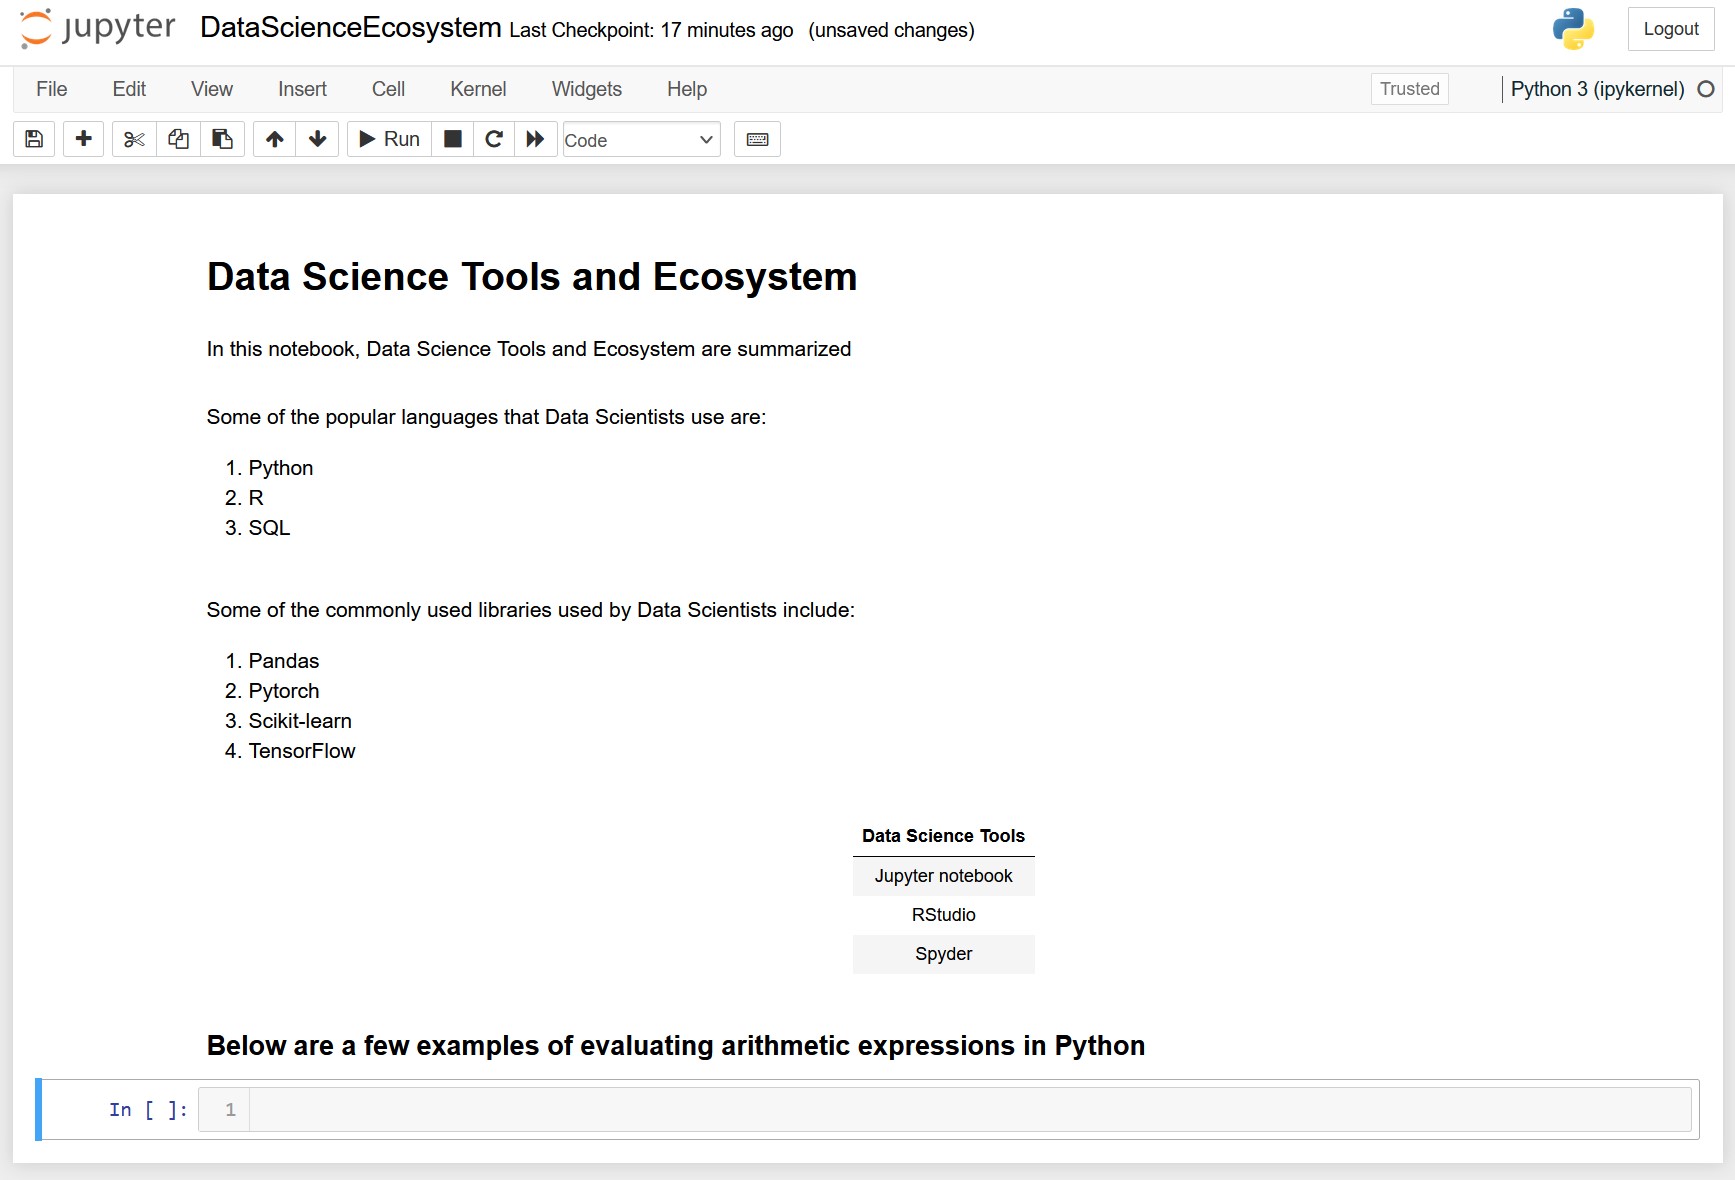 jupyter DataScienceEcosystem Last Checkpoint: 17 minutes ago (unsaved changes) Logout
File Edit View Insert Cell Kernel Widgets Help Trusted Python 3 (ipykernel)
Run Code
Data Science Tools and Ecosystem
In this notebook, Data Science Tools and Ecosystem are summarized
Some of the popular languages that Data Scientists use are:
1. Python
2. R
3. SQL
Some of the commonly used libraries used by Data Scientists include:
1. Pandas
2. Pytorch
3. Scikit-learn
4. TensorFlow
Data Science Tools
Jupyter notebook
RStudio
Spyder
Below are a few examples of evaluating arithmetic expressions in Python
In [ ]: 1